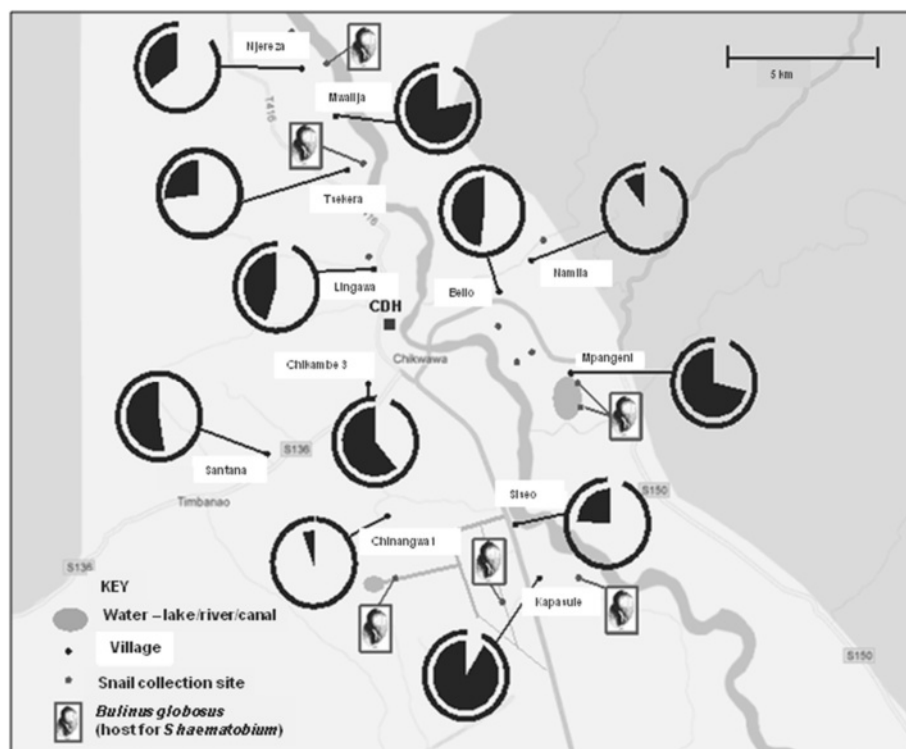 Njereza
5 km
Mwalija
T416
Tsekera
Namila
Lingawa
Bello
CDH
Chikwawa
Mpangeni
Chikambe 3
S136
Santana
Timbanao
Siseo
S150
Chinangwa I
S136
KEY
Kapasule
Water – lake/river/canal
Village
S150
Snail collection site
Bulinus globosus
(host for S haematobium)